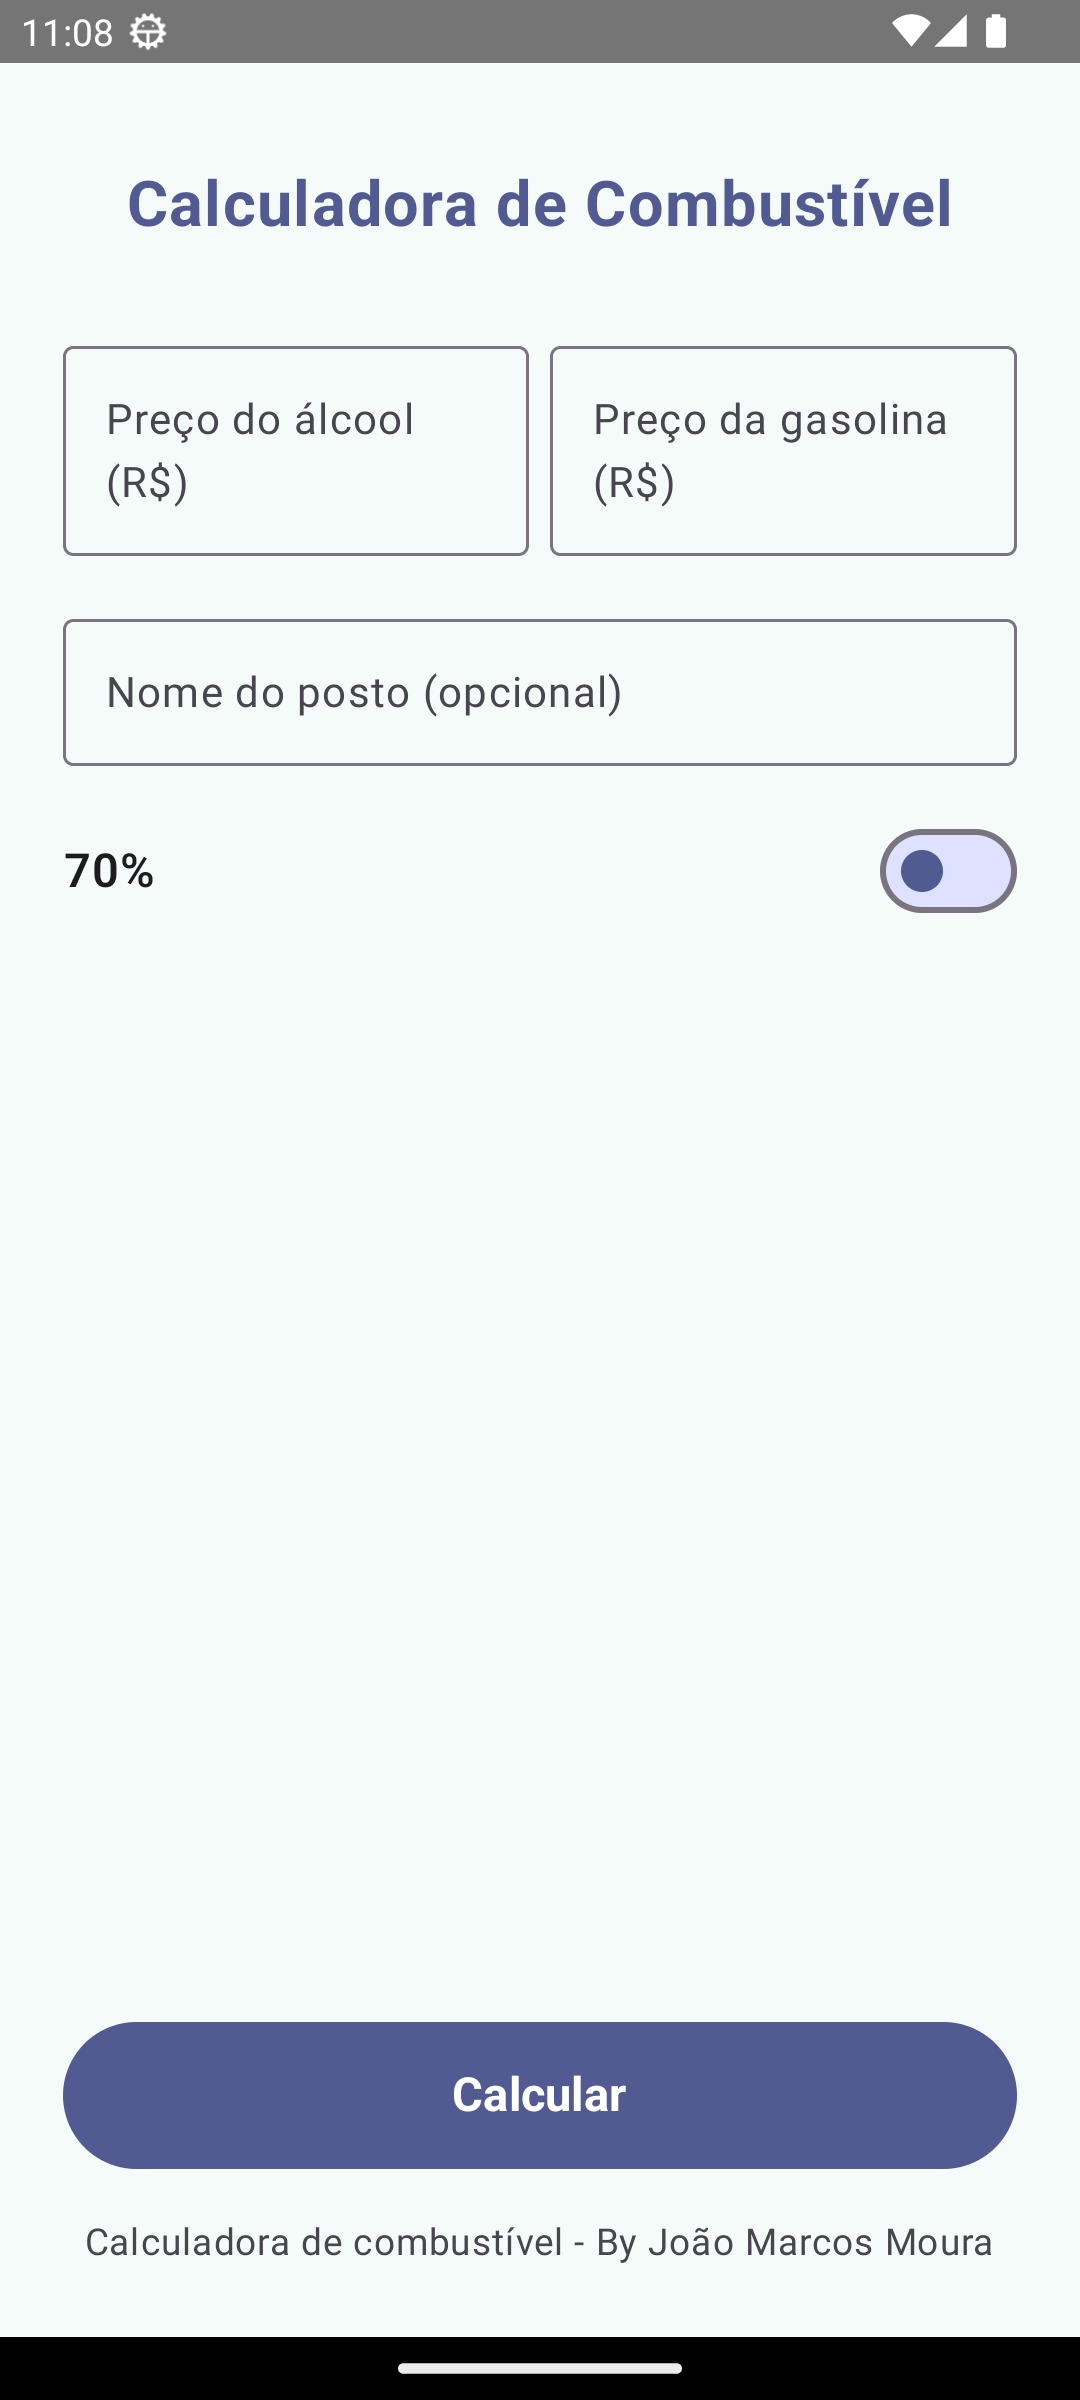 11:08
Calculadora de Combustível
Preço do álcool
(R$)
Preço da gasolina
(R$)
Nome do posto (opcional)
70%
Calcular
Calculadora de combustível - By João Marcos Moura